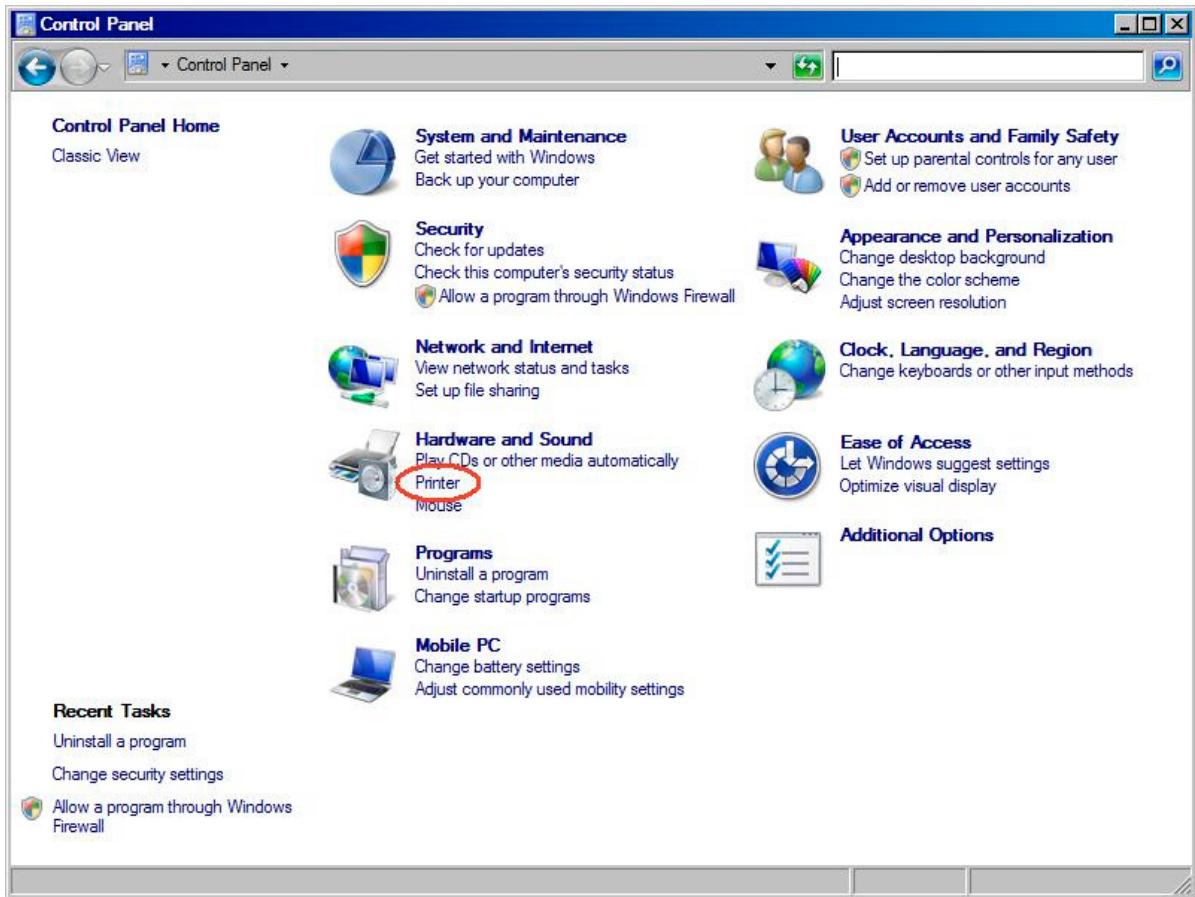 Control Panel
Control Panel
Control Panel Home
Classic View
System and Maintenance
Get started with Windows
Back up your computer
Security
Check for updates
Check this computer's security status
Allow a program through Windows Firewall
Network and Internet
View network status and tasks
Set up file sharing
Hardware and Sound
Play CDs or other media automatically
Printer
Mouse
Programs
Uninstall a program
Change startup programs
Mobile PC
Change battery settings
Adjust commonly used mobility settings
User Accounts and Family Safety
Set up parental controls for any user
Add or remove user accounts
Appearance and Personalization
Change desktop background
Change the color scheme
Adjust screen resolution
Clock, Language, and Region
Change keyboards or other input methods
Ease of Access
Let Windows suggest settings
Optimize visual display
Additional Options
Recent Tasks
Uninstall a program
Change security settings
Allow a program through Windows
Firewall